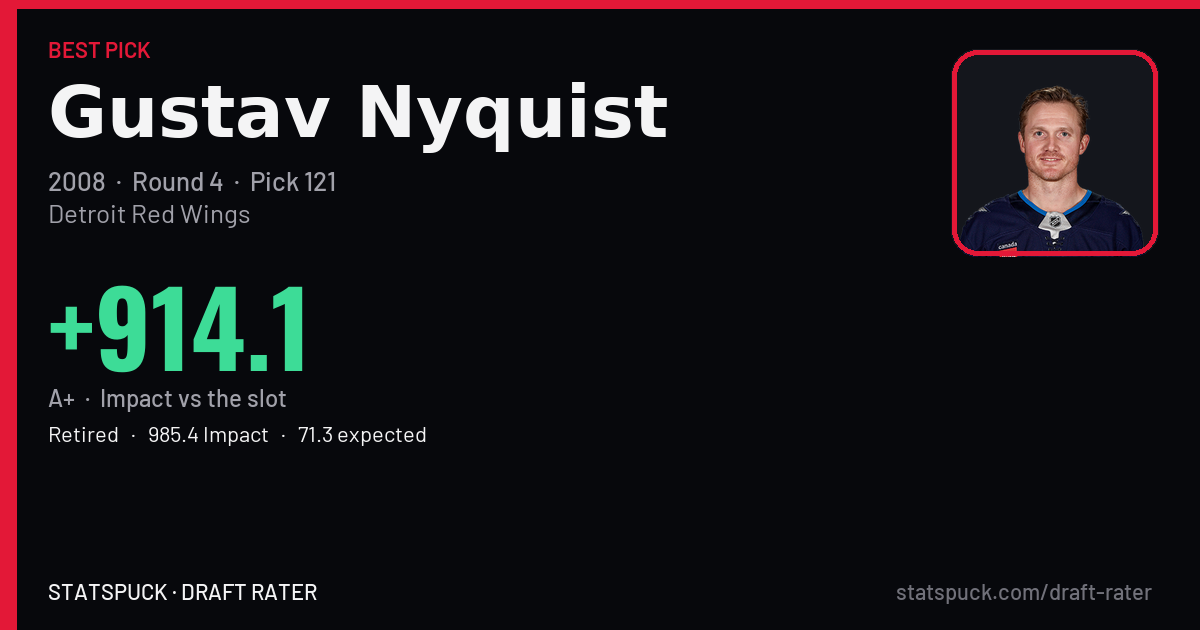 BEST PICK
Gustav Nyquist
2008 · Round 4 · Pick 121
Detroit Red Wings
+914.1
A+ · Impact vs the slot
Retired · 985.4 Impact · 71.3 expected
canada
STATSPUCK · DRAFT RATER
statspuck.com/draft-rater